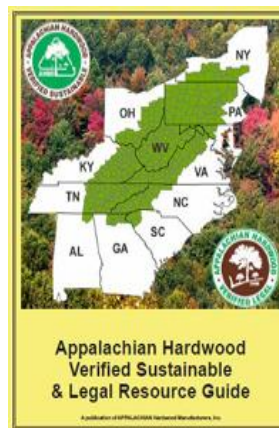 APPALACHIAN HARDWOOD
VERIFIED SUSTAINABLE
NY
OH
PA
WV
KY
VA
TN
NC
SC
AL
GA
APPALACHIAN HARDWOOD
VERIFIED LEGAL
Appalachian Hardwood
Verified Sustainable
& Legal Resource Guide
A publication of APPALACHIAN Hardwood Manufacturers, Inc.